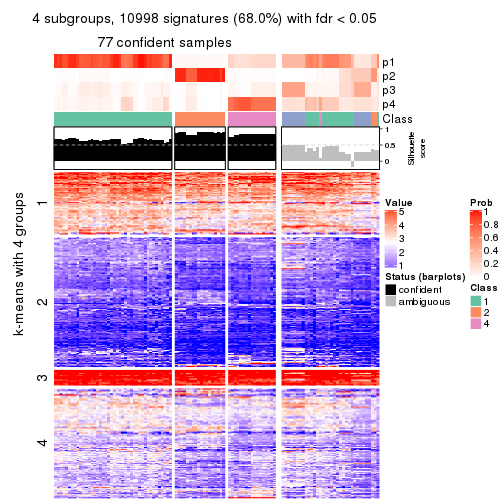 4 subgroups, 10998 signatures (68.0%) with fdr < 0.05
77 confident samples
p1
p2
p3
p4
Class
1
0.5
0
Silhouette
score
k-means with 4 groups
1
2
3
4
Value
5
4
3
2
1
Status (barplots)
confident
ambiguous
Prob
1
0.8
0.6
0.4
0.2
0
Class
1
2
4